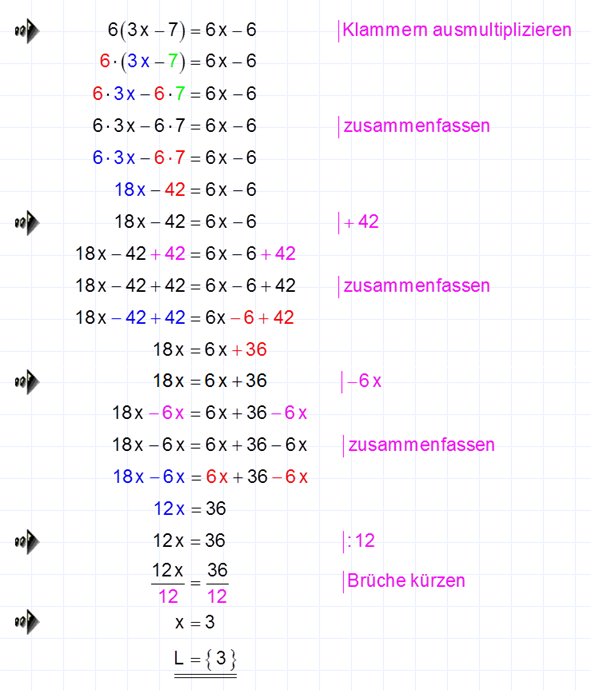 6(3x – 7) = 6x – 6 |Klammern ausmultiplizieren
6 · (3x – 7) = 6x – 6
6 · 3x – 6 · 7 = 6x – 6
6 · 3x – 6 · 7 = 6x – 6 |zusammenfassen
6 · 3x – 6 · 7 = 6x – 6
18x – 42 = 6x – 6
18x – 42 = 6x – 6 |+ 42
18x – 42 + 42 = 6x – 6 + 42
18x – 42 + 42 = 6x – 6 + 42 |zusammenfassen
18x – 42 + 42 = 6x – 6 + 42
18x = 6x + 36
18x = 6x + 36 |– 6x
18x – 6x = 6x + 36 – 6x
18x – 6x = 6x + 36 – 6x |zusammenfassen
18x – 6x = 6x + 36 – 6x
12x = 36
12x = 36 |: 12
12x/12 = 36/12 |Brüche kürzen
x = 3
L = {3}